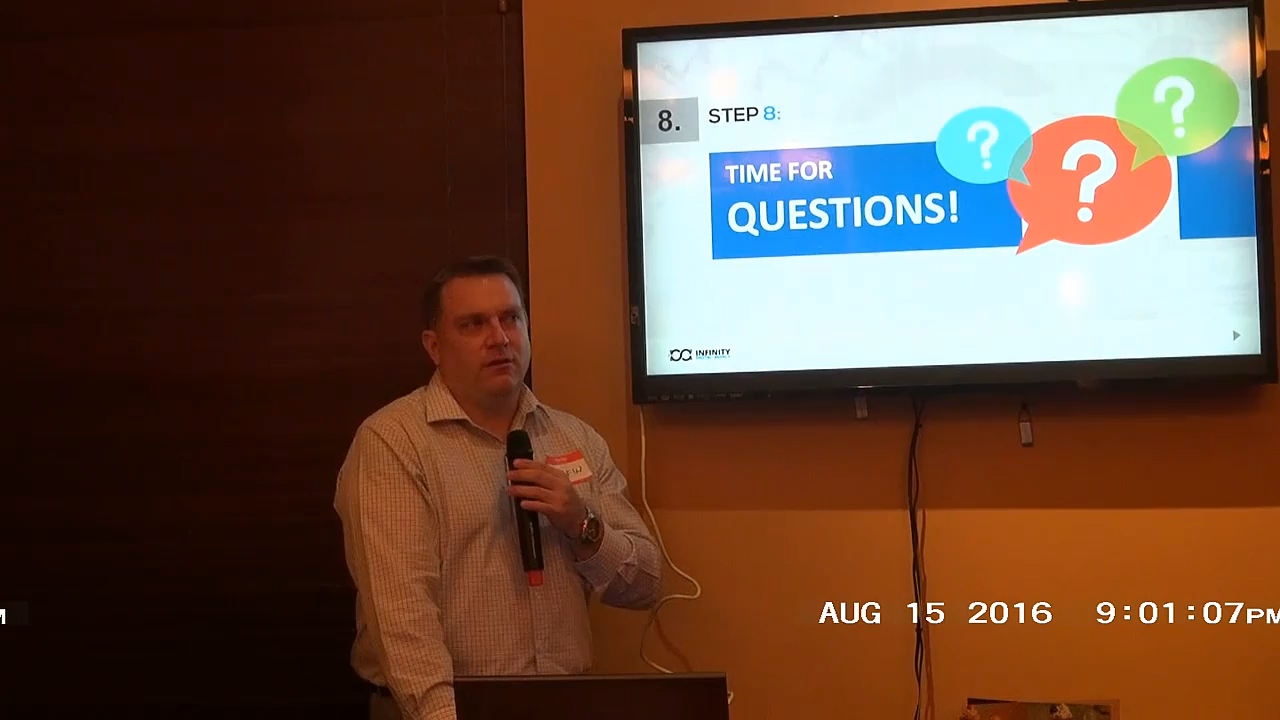 8.
STEP 8:
TIME FOR
QUESTIONS!
? ? ?
INFINITY
AUG 15 2016 9:01:07PM